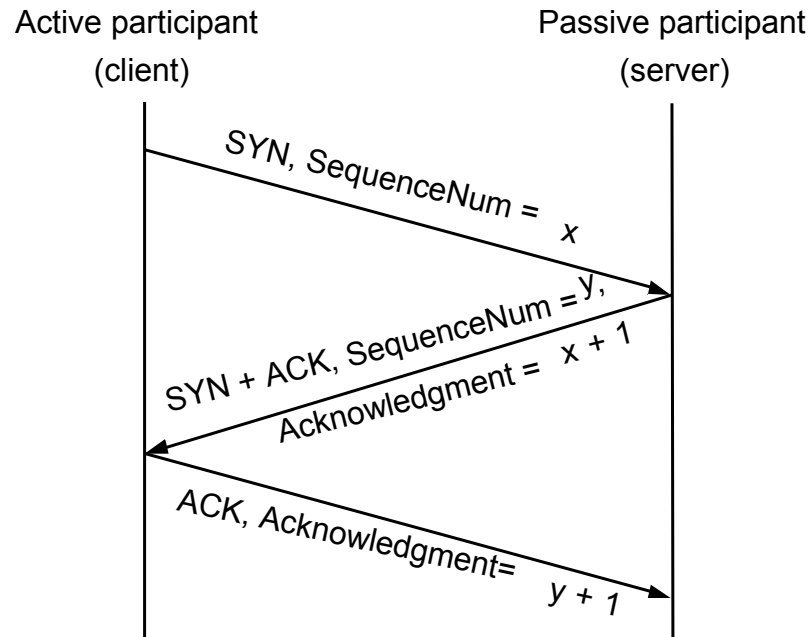 Active participant
(client)
Passive participant
(server)
SYN, SequenceNum = x
SYN + ACK, SequenceNum = y,
Acknowledgment = x + 1
ACK, Acknowledgment= y + 1